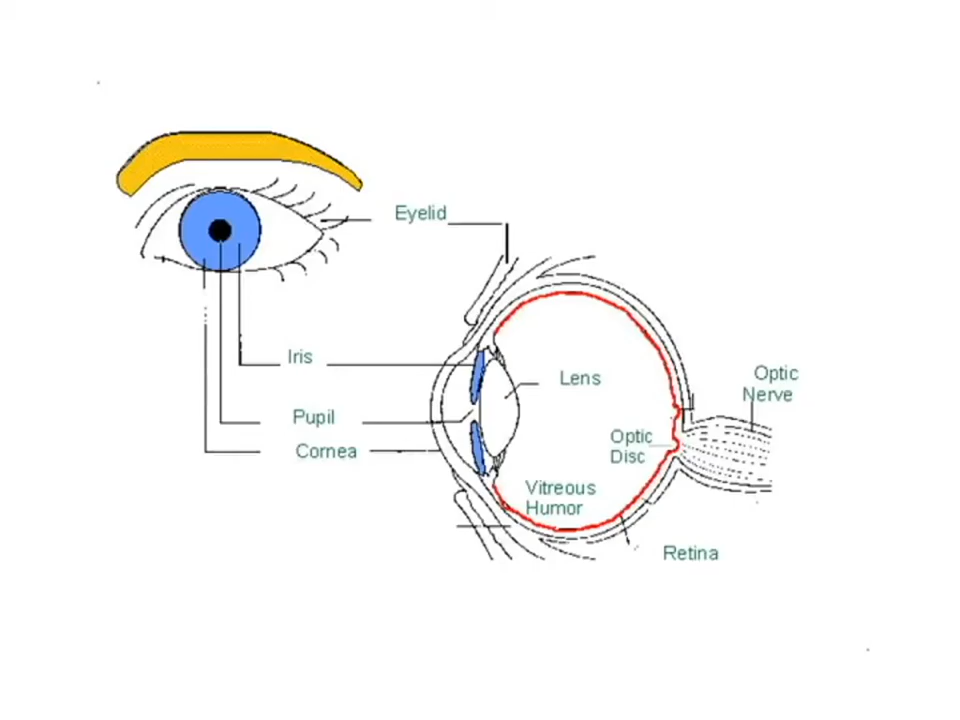 Eyelid
Iris
Lens
Optic
Nerve
Pupil
Optic
Disc
Cornea
Vitreous
Humor
Retina